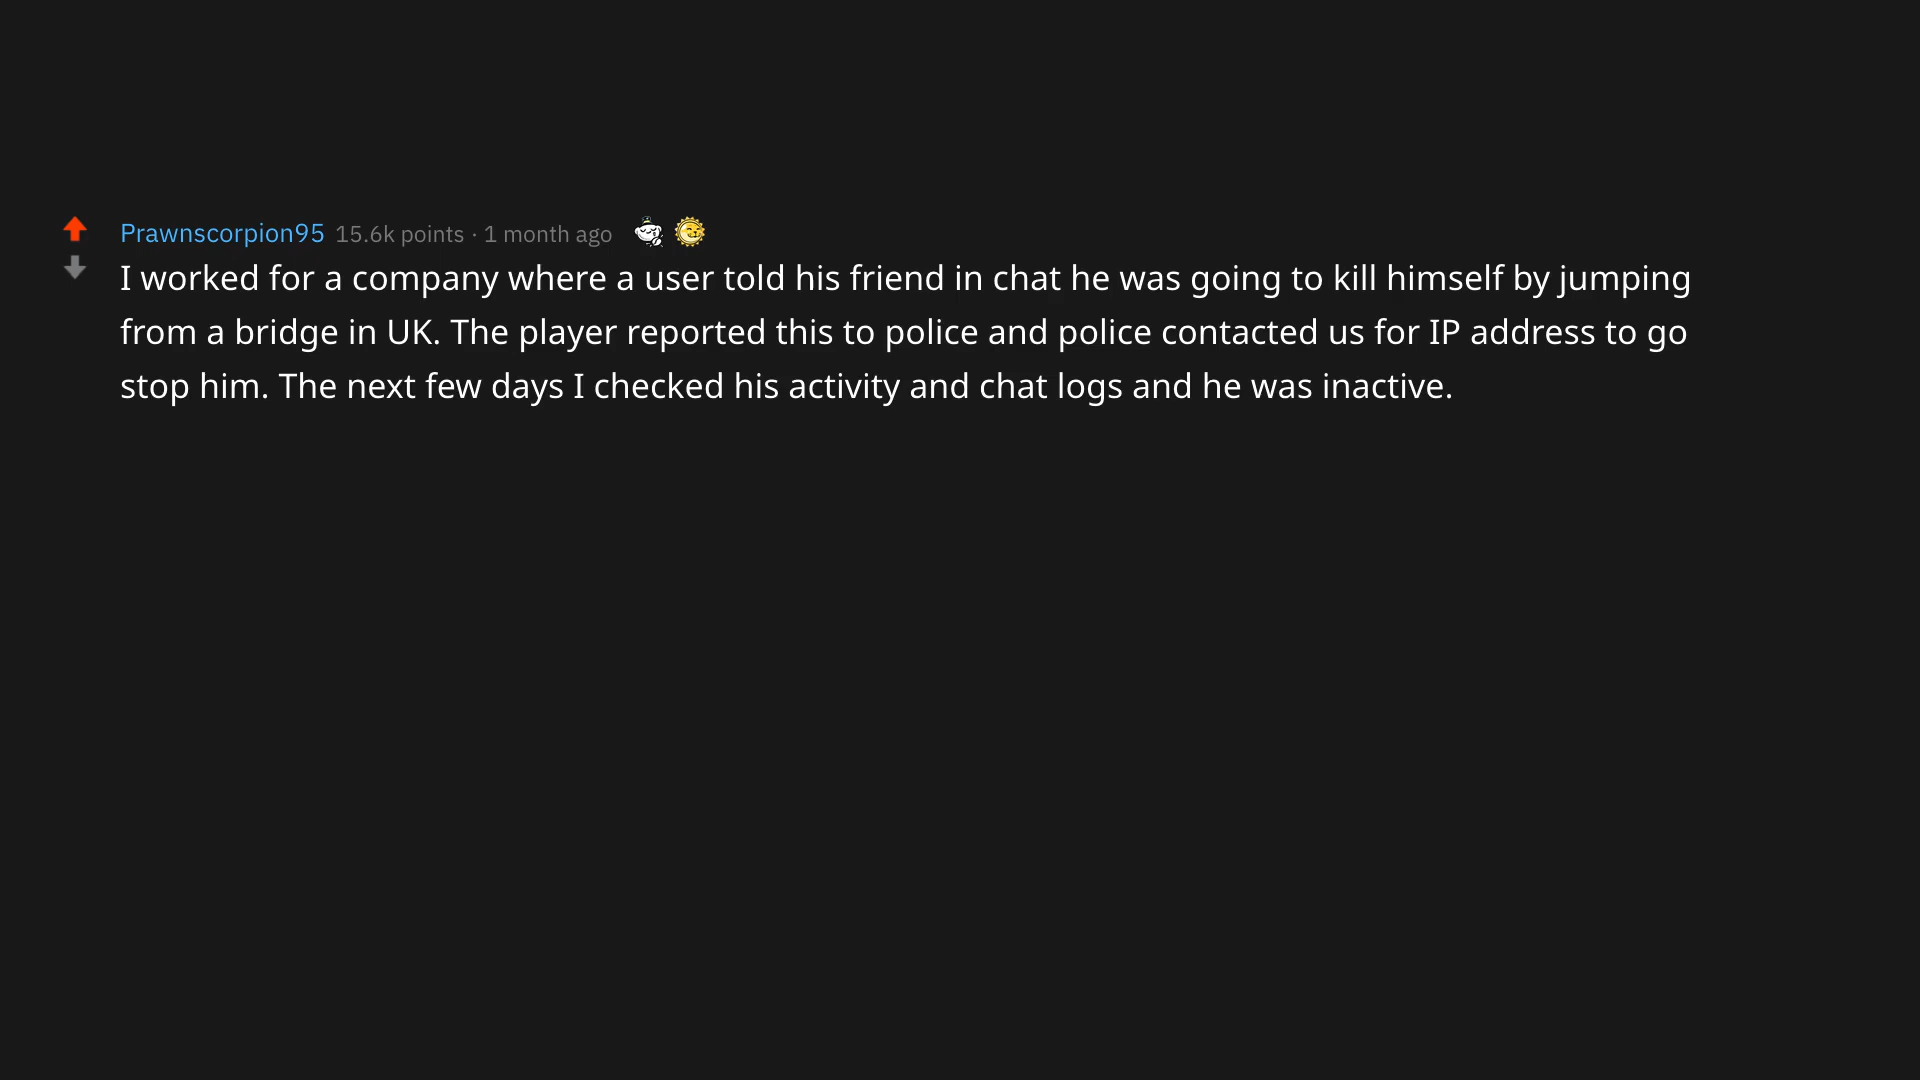 Prawnscorpion95 15.6k points · 1 month ago
I worked for a company where a user told his friend in chat he was going to kill himself by jumping
from a bridge in UK. The player reported this to police and police contacted us for IP address to go
stop him. The next few days I checked his activity and chat logs and he was inactive.